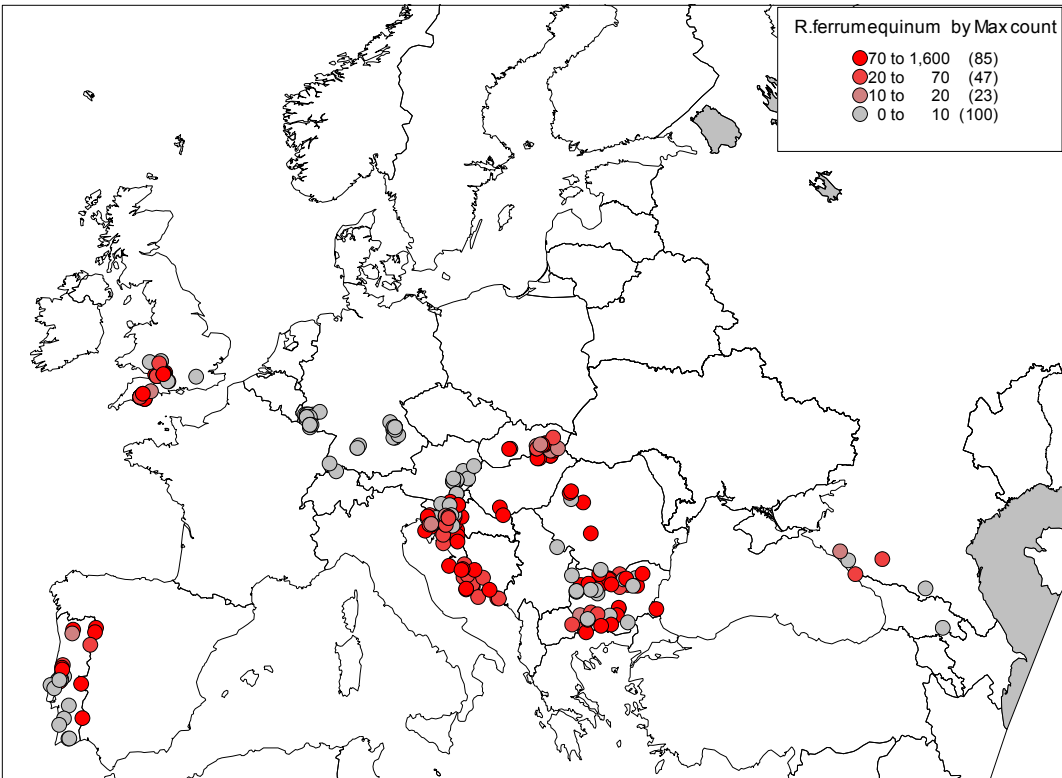 R.ferrumequinum by Max count
70 to 1,600 (85)
20 to 70 (47)
10 to 20 (23)
0 to 10 (100)